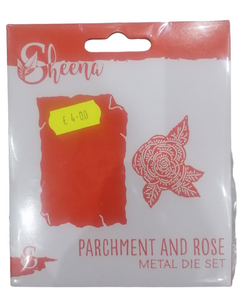 Sheena
£4.00
PARCHMENT AND ROSE
METAL DIE SET